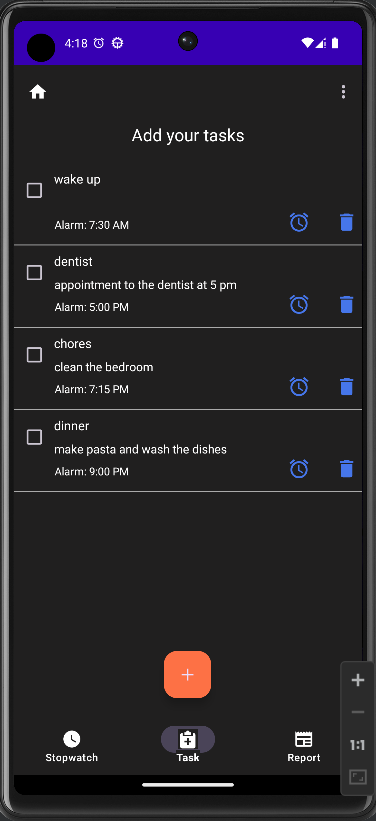 4:18
Add your tasks
wake up
Alarm: 7:30 AM
dentist
appointment to the dentist at 5 pm
Alarm: 5:00 PM
chores
clean the bedroom
Alarm: 7:15 PM
dinner
make pasta and wash the dishes
Alarm: 9:00 PM
+
1:1
Stopwatch
Task
Report